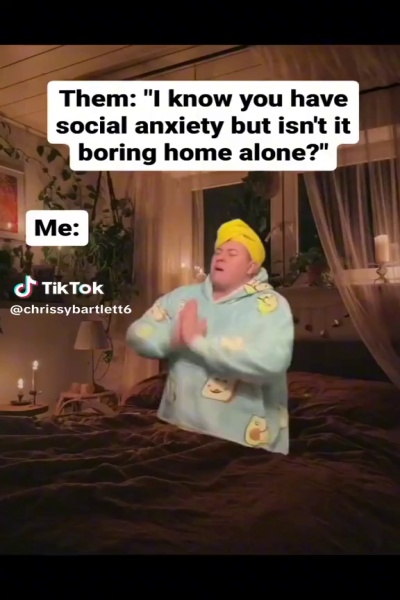 Them: "I know you have
social anxiety but isn't it
boring home alone?"
Me:
TikTok
@chrissybartlett6